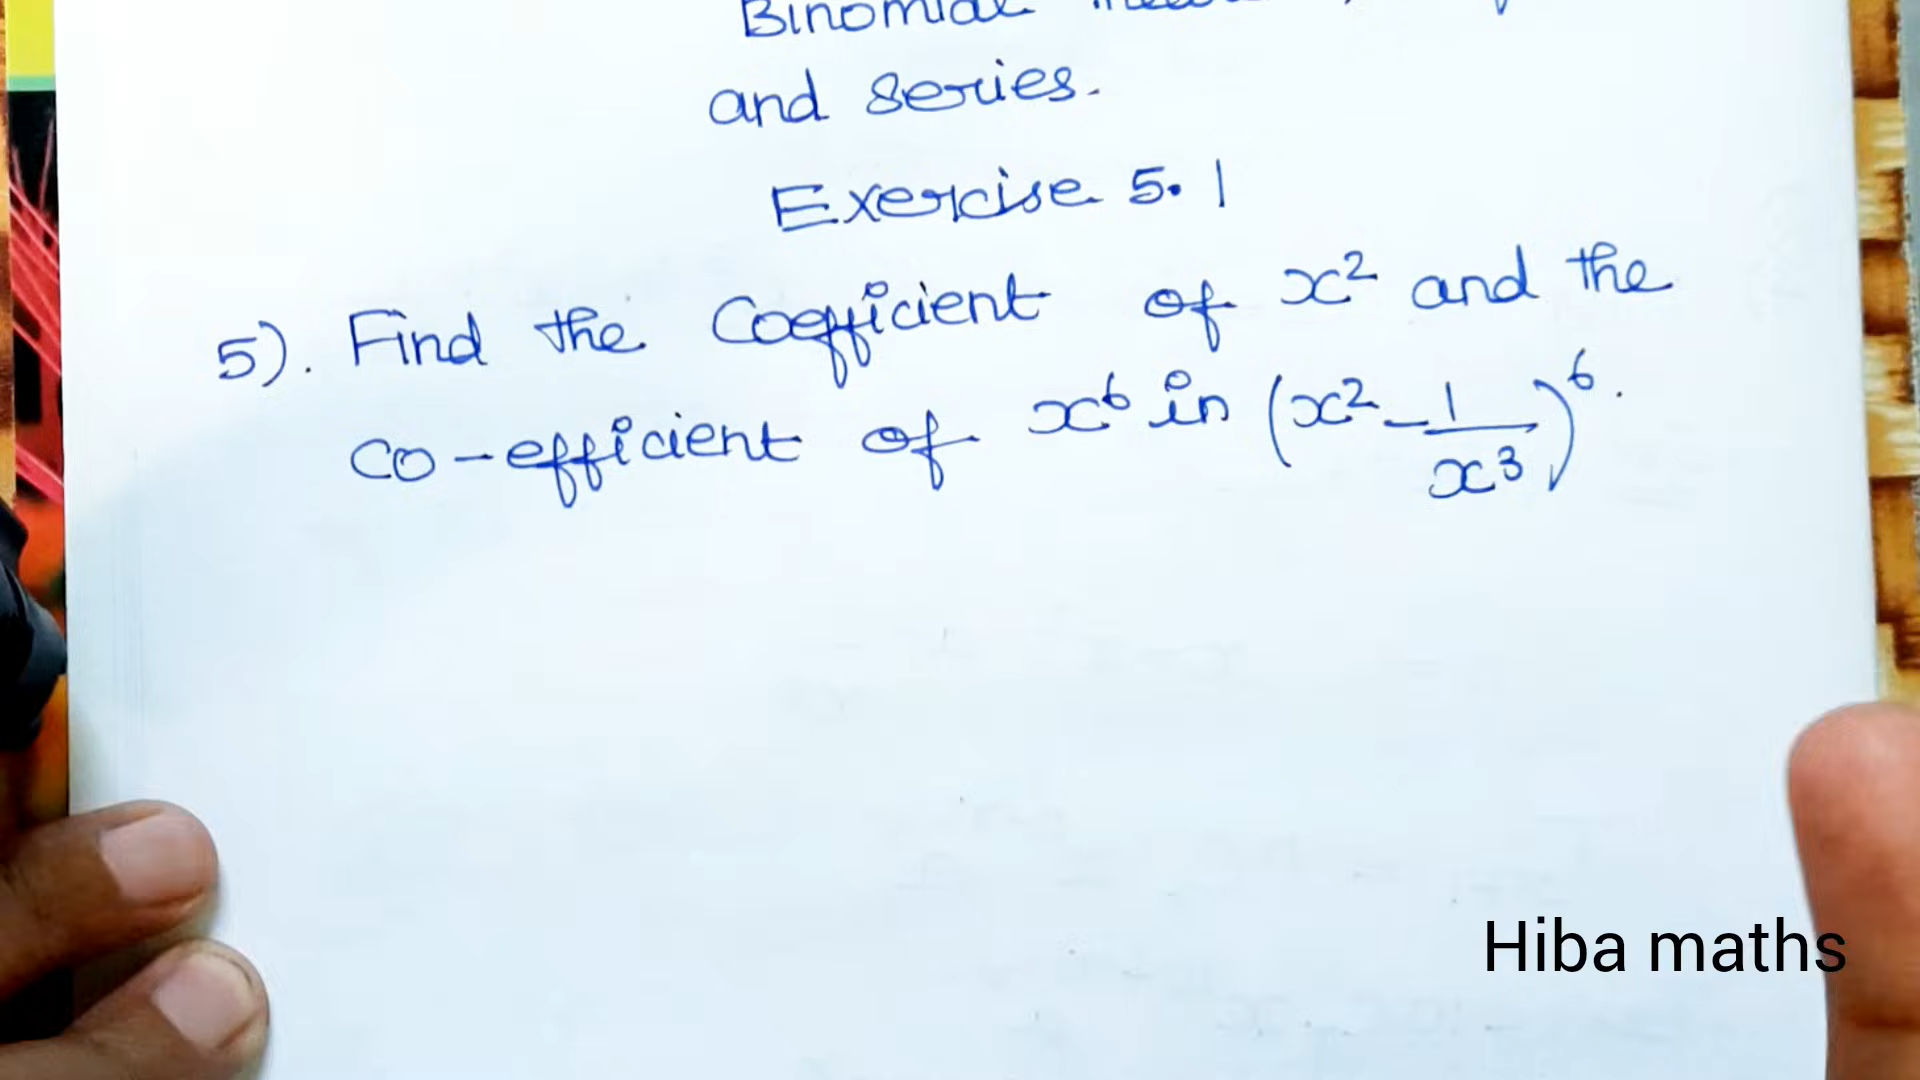 Binomial
and series.
Exercise 5.1
5). Find the Coefficient of x² and the
co-efficient of x⁶ in (x² - 1/x³)⁶.
Hiba maths